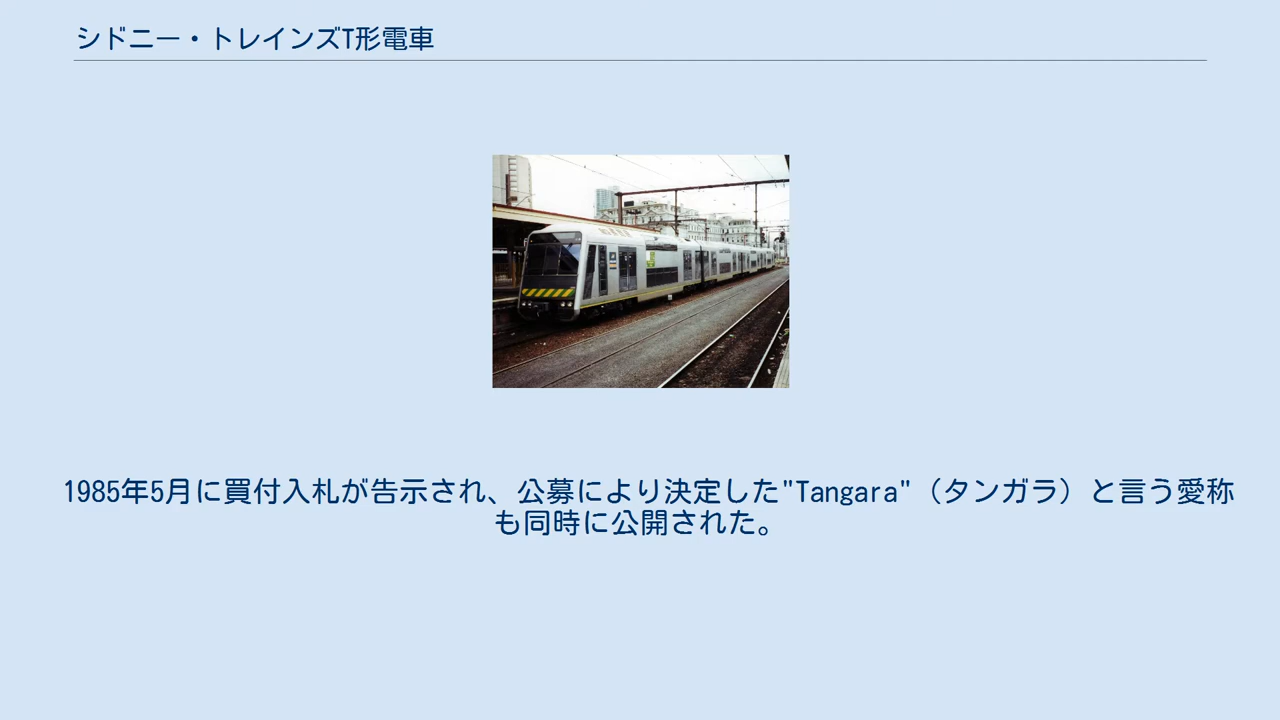 シドニー・トレインズT形電車
1985年5月に買付入札が告示され、公募により決定した"Tangara"（タンガラ）と言う愛称
も同時に公開された。